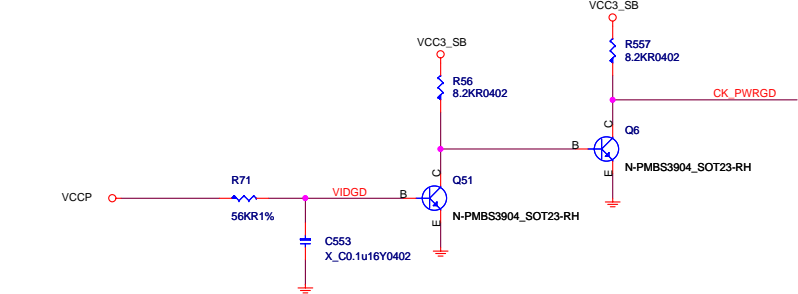 VCC3_SB
VCC3_SB
R557
8.2KR0402
R56
8.2KR0402
CK_PWRGD
C
Q6
B
E
N-PMBS3904_SOT23-RH
C
Q51
R71
VCCP
VIDGD
B
56KR1%
E
N-PMBS3904_SOT23-RH
C553
X_C0.1u16Y0402